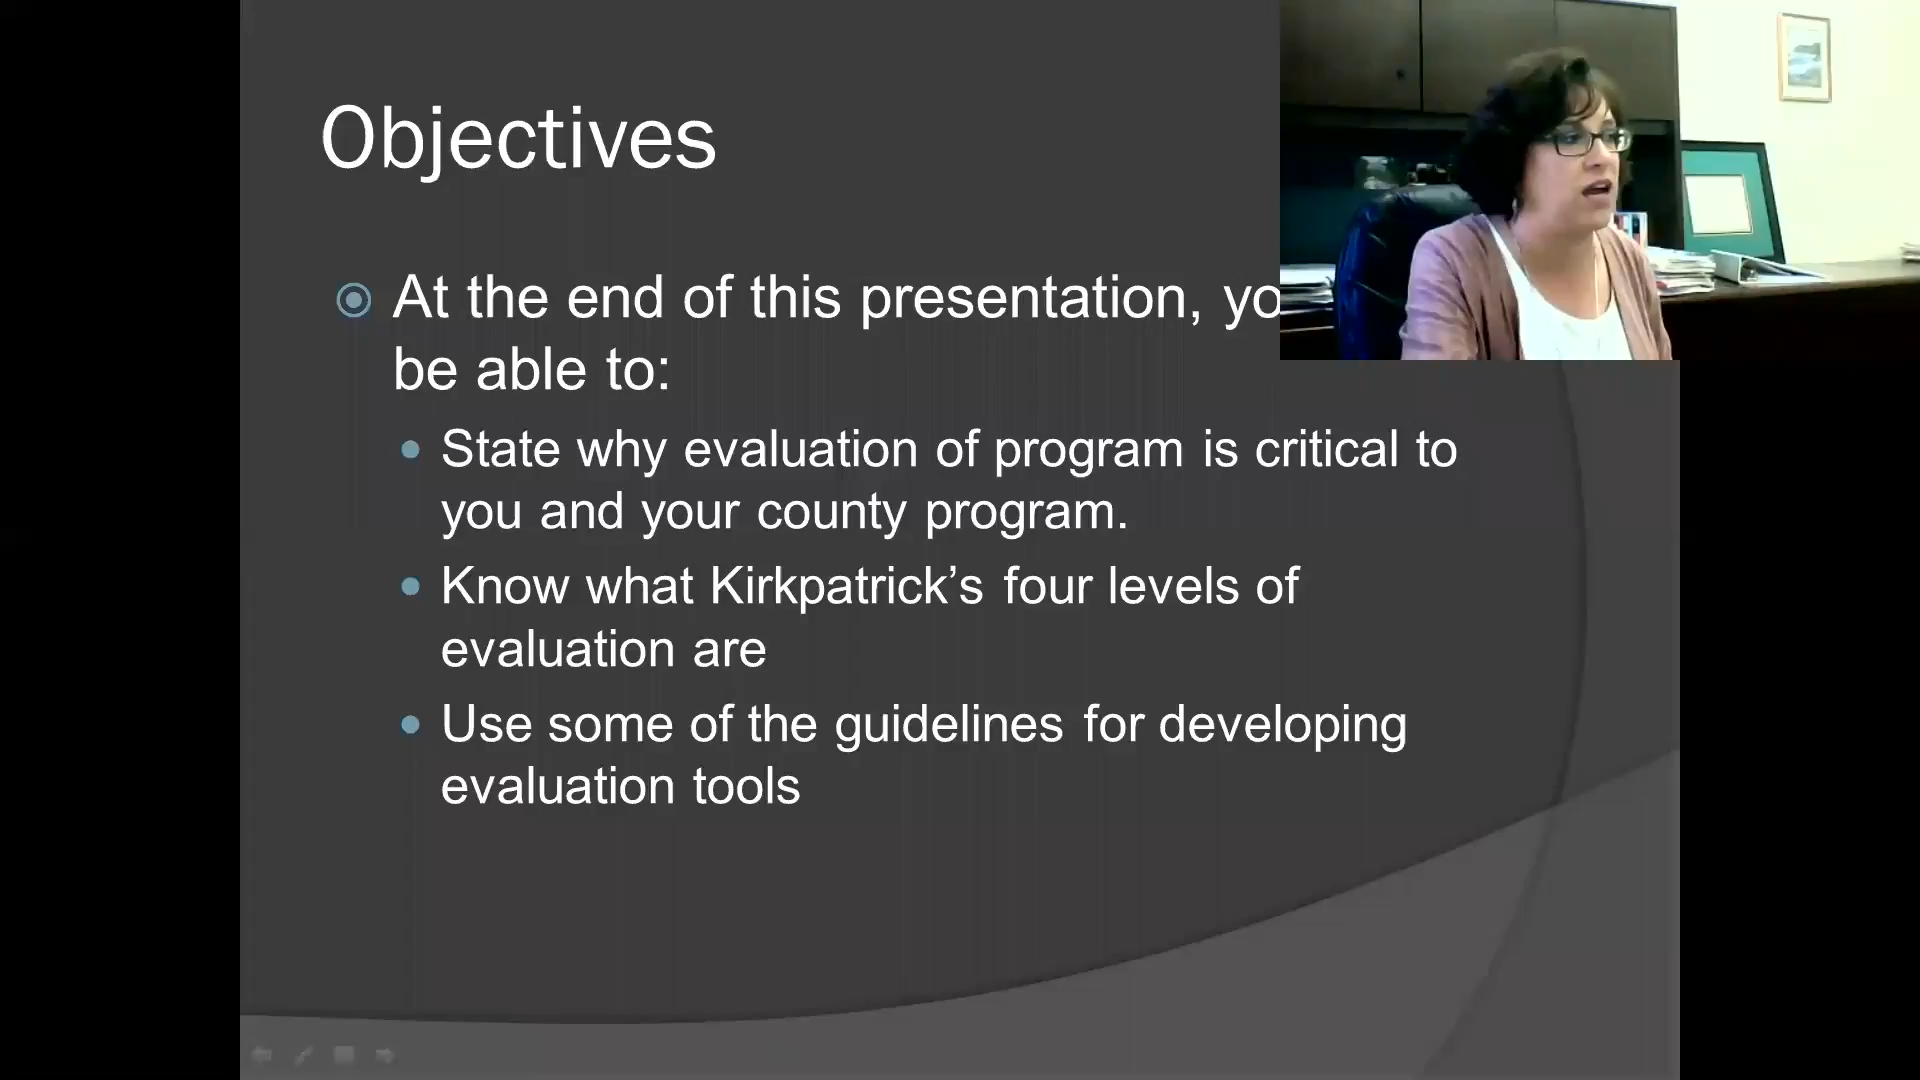 Objectives
At the end of this presentation, yo
be able to:
State why evaluation of program is critical to
you and your county program.
Know what Kirkpatrick’s four levels of
evaluation are
Use some of the guidelines for developing
evaluation tools